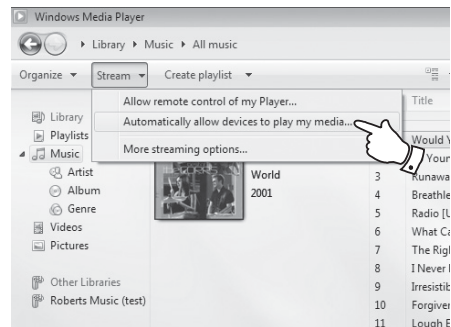 Windows Media Player
Library Music All music
Organize Stream Create playlist
Allow remote control of my Player...
Automatically allow devices to play my media...
More streaming options...
Library
Playlists
Music
Artist
Album
Genre
Videos
Pictures
Other Libraries
Roberts Music (test)
World
2001
Title
Would
Your
3 Runawa
4 Breathle
5 Radio [U
6 What Ca
7 The Rig
8 I Never
9 Irresistib
10 Forgiver
11 Lough E